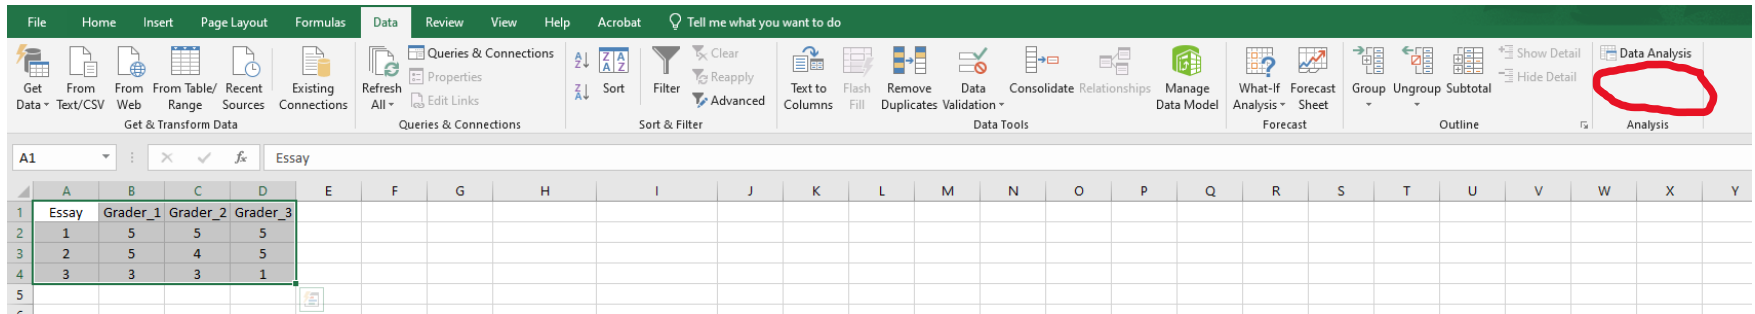 File Home Insert Page Layout Formulas Data Review View Help Acrobat Tell me what you want to do
Get Data From Text/CSV From Web From Table/ Range Recent Sources Existing Connections
Get & Transform Data
Refresh All Queries & Connections
Properties
Edit Links
Queries & Connections
Sort Filter Clear
Reapply
Advanced
Sort & Filter
Text to Columns Flash Fill Remove Duplicates Data Validation Consolidate Relationships Manage Data Model
Data Tools
What-If Analysis Forecast Sheet
Forecast
Group Ungroup Subtotal Show Detail
Hide Detail
Outline
Data Analysis
Analysis
A1 fx Essay
A B C D E F G H I J K L M N O P Q R S T U V W X Y
1 Essay Grader_1 Grader_2 Grader_3
2 1 5 5 5
3 2 5 4 5
4 3 3 3 1
5